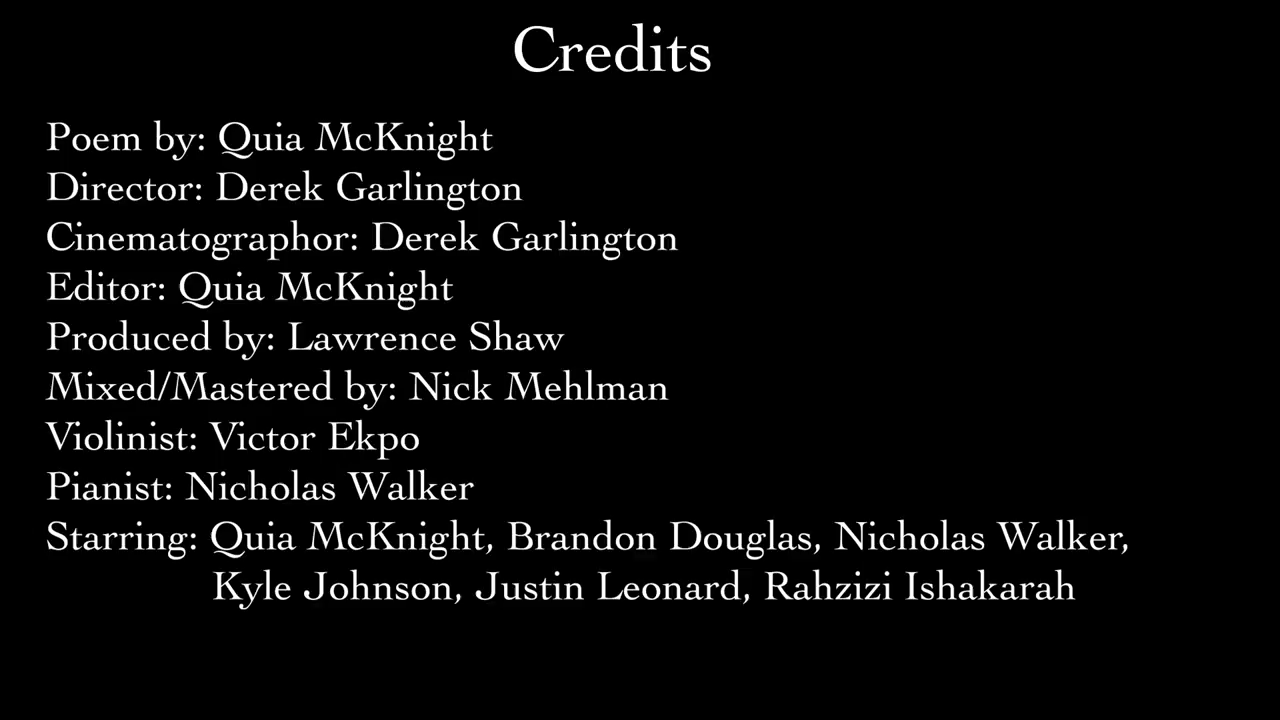 Credits
Poem by: Quia McKnight
Director: Derek Garlington
Cinematographor: Derek Garlington
Editor: Quia McKnight
Produced by: Lawrence Shaw
Mixed/Mastered by: Nick Mehlman
Violinist: Victor Ekpo
Pianist: Nicholas Walker
Starring: Quia McKnight, Brandon Douglas, Nicholas Walker,
Kyle Johnson, Justin Leonard, Rahzizi Ishakarah